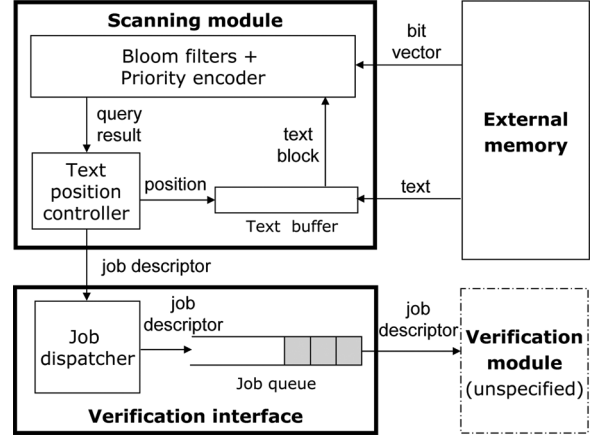 Scanning module
Bloom filters +
Priority encoder
bit
vector
External
memory
query
result
text
block
Text
position
controller
position
text
Text buffer
job descriptor
Job
dispatcher
job
descriptor
Job queue
job
descriptor
Verification
module
(unspecified)
Verification interface